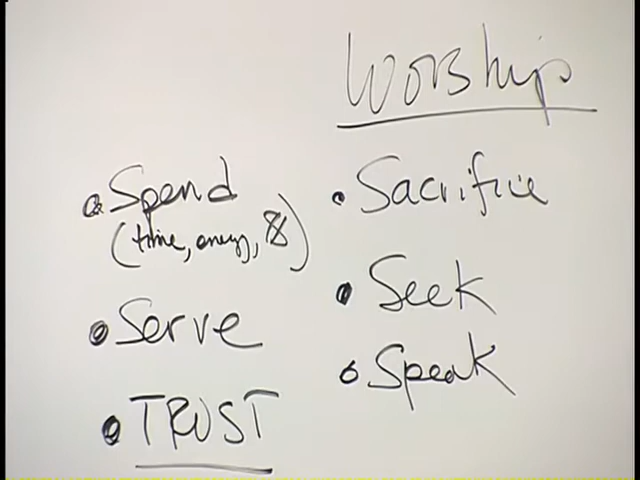 Worship
• Sacrifice
• Seek
• Speak
• Spend
(time, energy, $)
• Serve
• TRUST